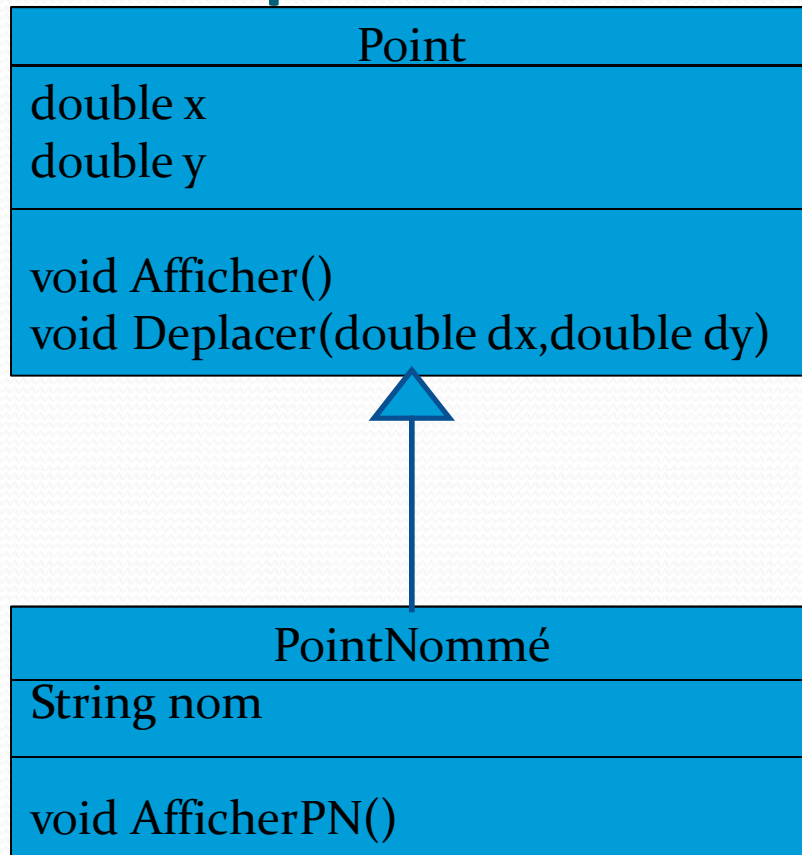 Point
double x
double y
void Afficher()
void Deplacer(double dx,double dy)
PointNommé
String nom
void AfficherPN()